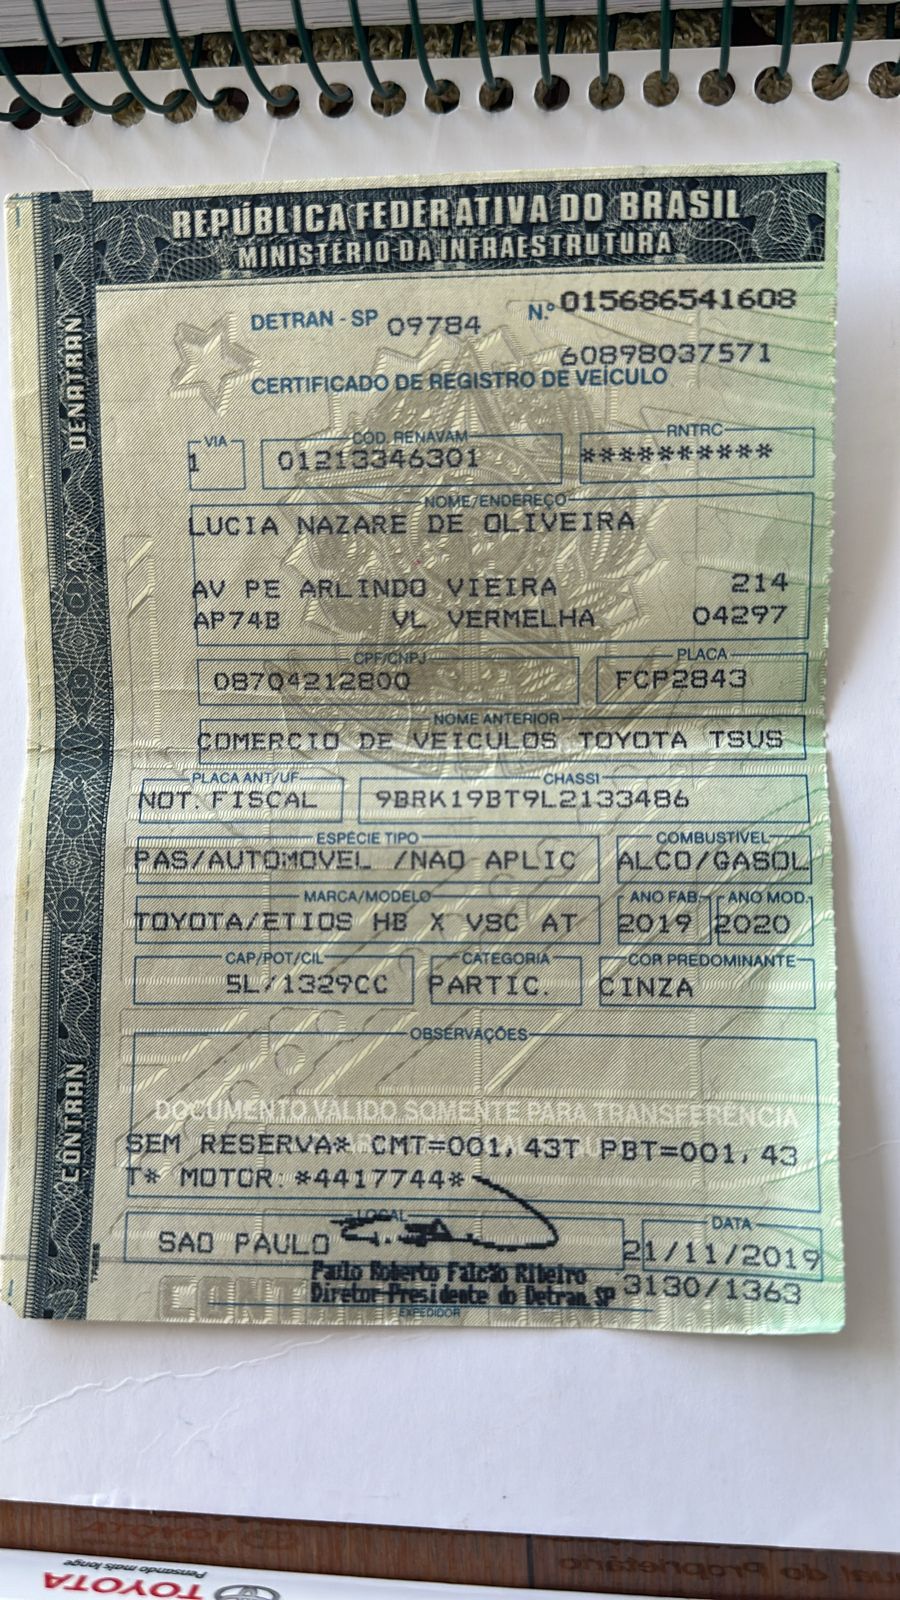 REPÚBLICA FEDERATIVA DO BRASIL
MINISTÉRIO DA INFRAESTRUTURA
DENATRAN
CONTRAN
DETRAN - SP 09784 N.º 015686541608
60898037571
CERTIFICADO DE REGISTRO DE VEÍCULO
VIA CÓD. RENAVAM RNTRC
1 01213346301 **********
NOME/ENDEREÇO
LUCIA NAZARE DE OLIVEIRA
AV PE ARLINDO VIEIRA 214
AP74B VL VERMELHA 04297
CPF/CNPJ PLACA
08704212800 FCP2843
NOME ANTERIOR
COMERCIO DE VEICULOS TOYOTA TSUS
PLACA ANT/UF CHASSI
NOT. FISCAL 9BRK19BT9L2133486
ESPÉCIE TIPO COMBUSTÍVEL
PAS/AUTOMOVEL /NAO APLIC ALCO/GASOL
MARCA/MODELO ANO FAB. ANO MOD.
TOYOTA/ETIOS HB X VSC AT 2019 2020
CAP/POT/CIL CATEGORIA COR PREDOMINANTE
5L/1329CC PARTIC. CINZA
OBSERVAÇÕES
DOCUMENTO VÁLIDO SOMENTE PARA TRANSFERÊNCIA
SEM RESERVA* CMT=001,43T PBT=001,43
T* MOTOR: *4417744*
LOCAL DATA
SAO PAULO 21/11/2019
Paulo Roberto Falcão Ribeiro
Diretor-Presidente do Detran.SP 3130/1363
EXPEDIDOR
TOYOTA
Pensando mais longe